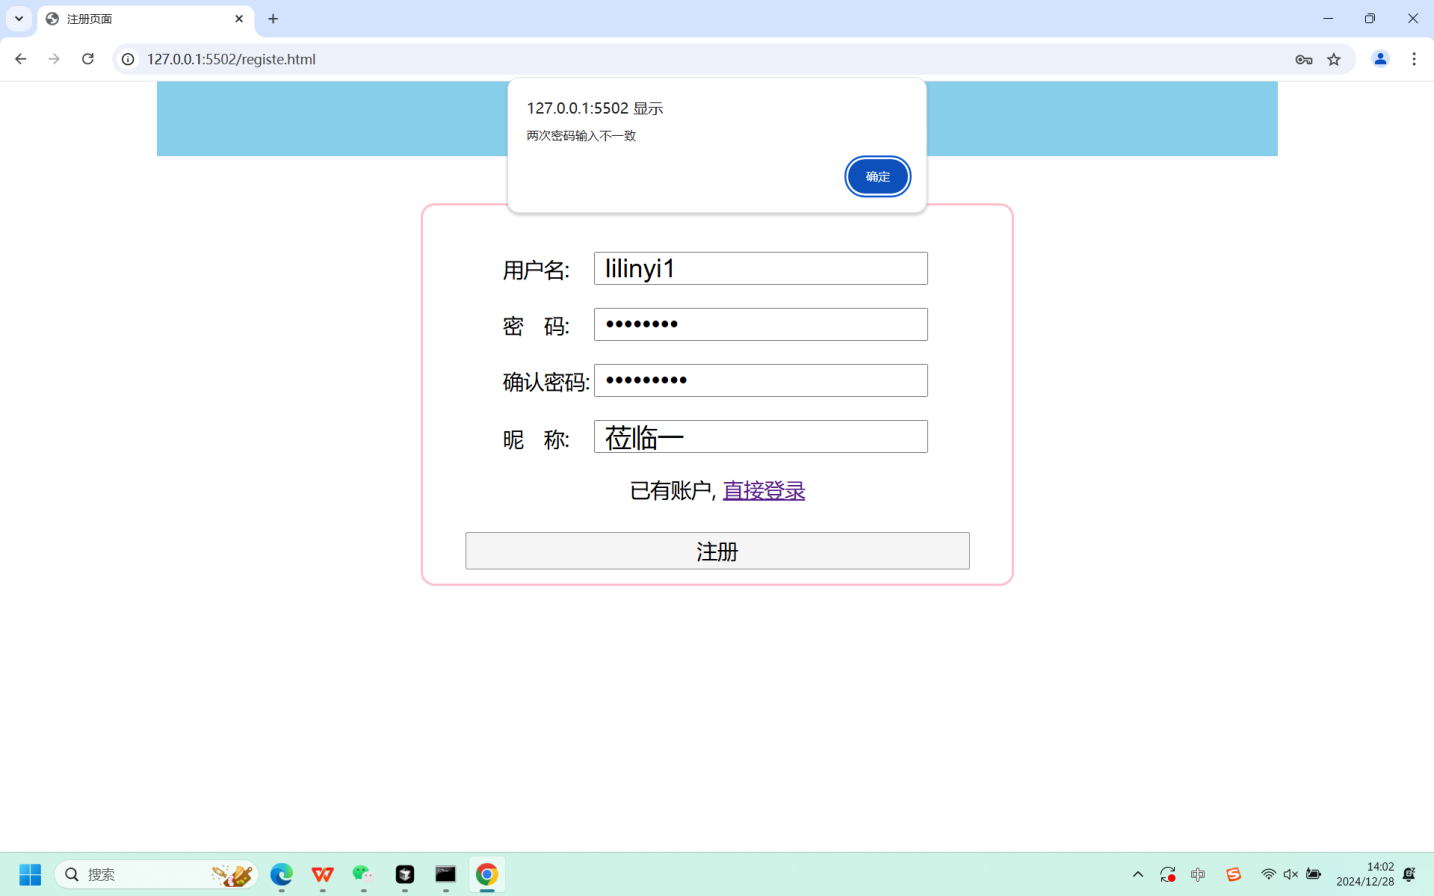 注册页面
127.0.0.1:5502/registe.html
127.0.0.1:5502 显示
两次密码输入不一致
确定
用户名: lilinyi1
密 码: ••••••••
确认密码: •••••••••
昵 称: 莅临一
已有账户, 直接登录
注册
搜索
中
14:02
2024/12/28